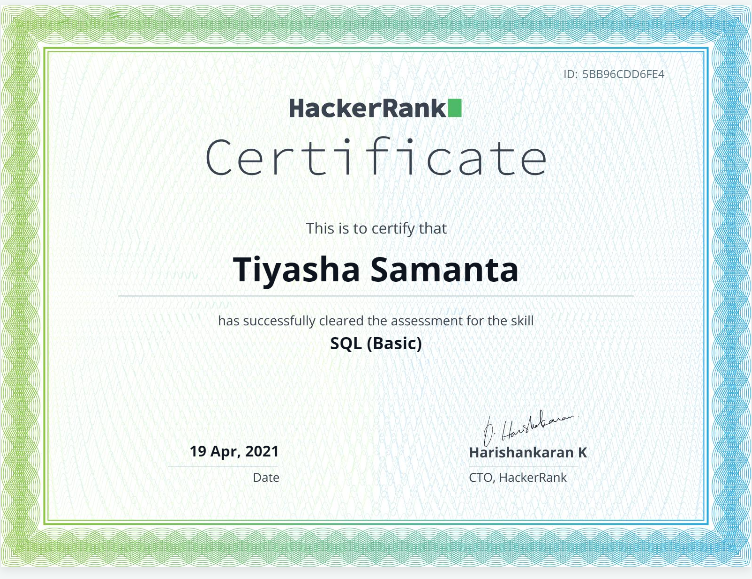 ID: 5BB96CDD6FE4
HackerRank
Certificate
This is to certify that
Tiyasha Samanta
has successfully cleared the assessment for the skill
SQL (Basic)
19 Apr, 2021
Date
D. Harishankaran
Harishankaran K
CTO, HackerRank